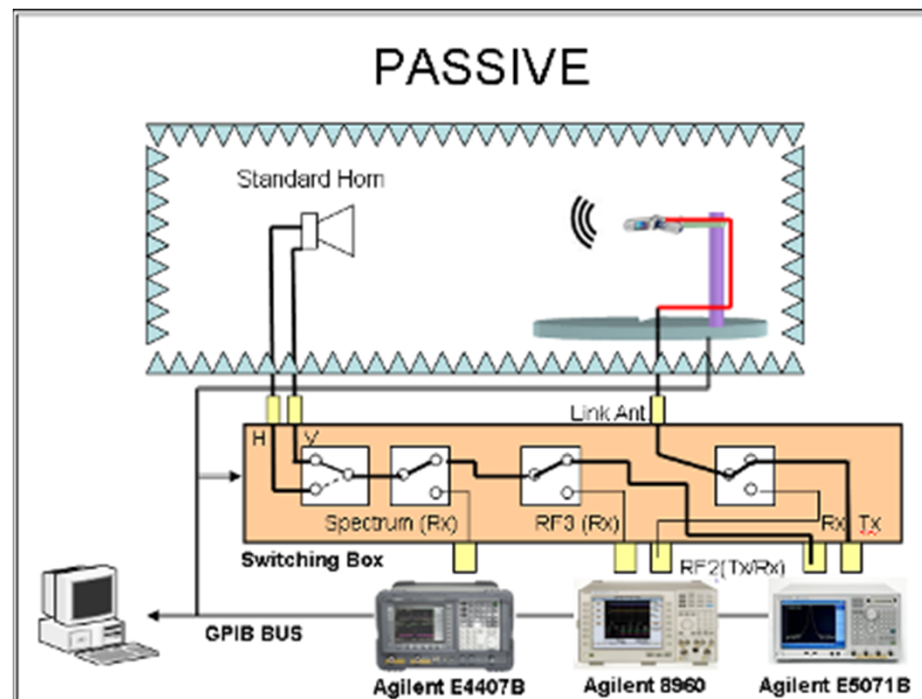 PASSIVE
Standard Horn
Link Ant.
H V
Spectrum (Rx) RF3 (Rx) Rx Tx
Switching Box
RF2(Tx/Rx)
GPIB BUS
Agilent E4407B Agilent 8960 Agilent E5071B